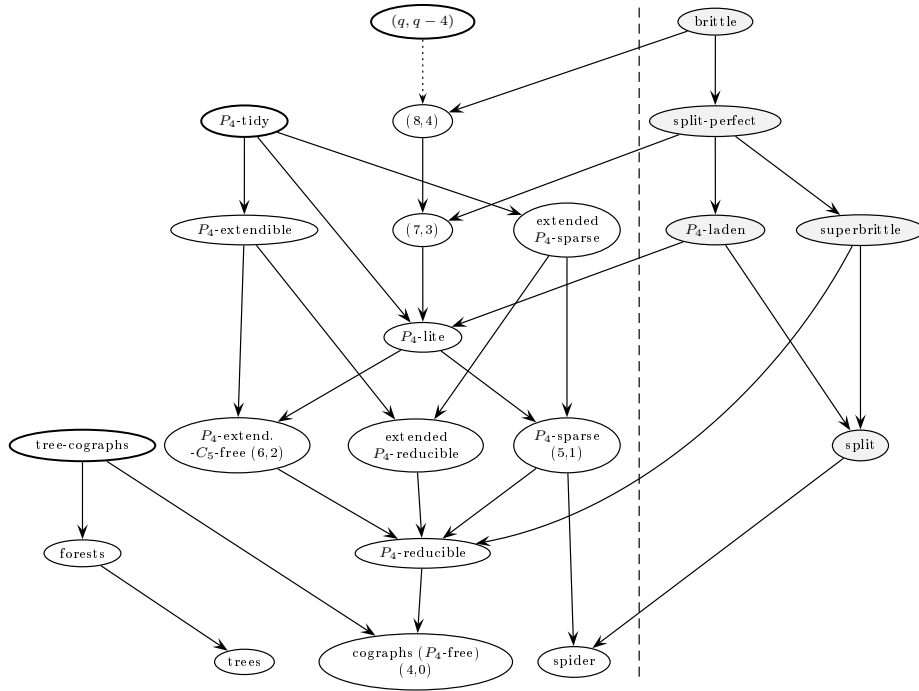 (q, q − 4)
brittle
P₄-tidy
(8,4)
split-perfect
P₄-extendible
(7,3)
extended
P₄-sparse
P₄-laden
superbrittle
P₄-lite
tree-cographs
P₄-extend.
-C₅-free (6,2)
extended
P₄-reducible
P₄-sparse
(5,1)
split
forests
P₄-reducible
trees
cographs (P₄-free)
(4,0)
spider